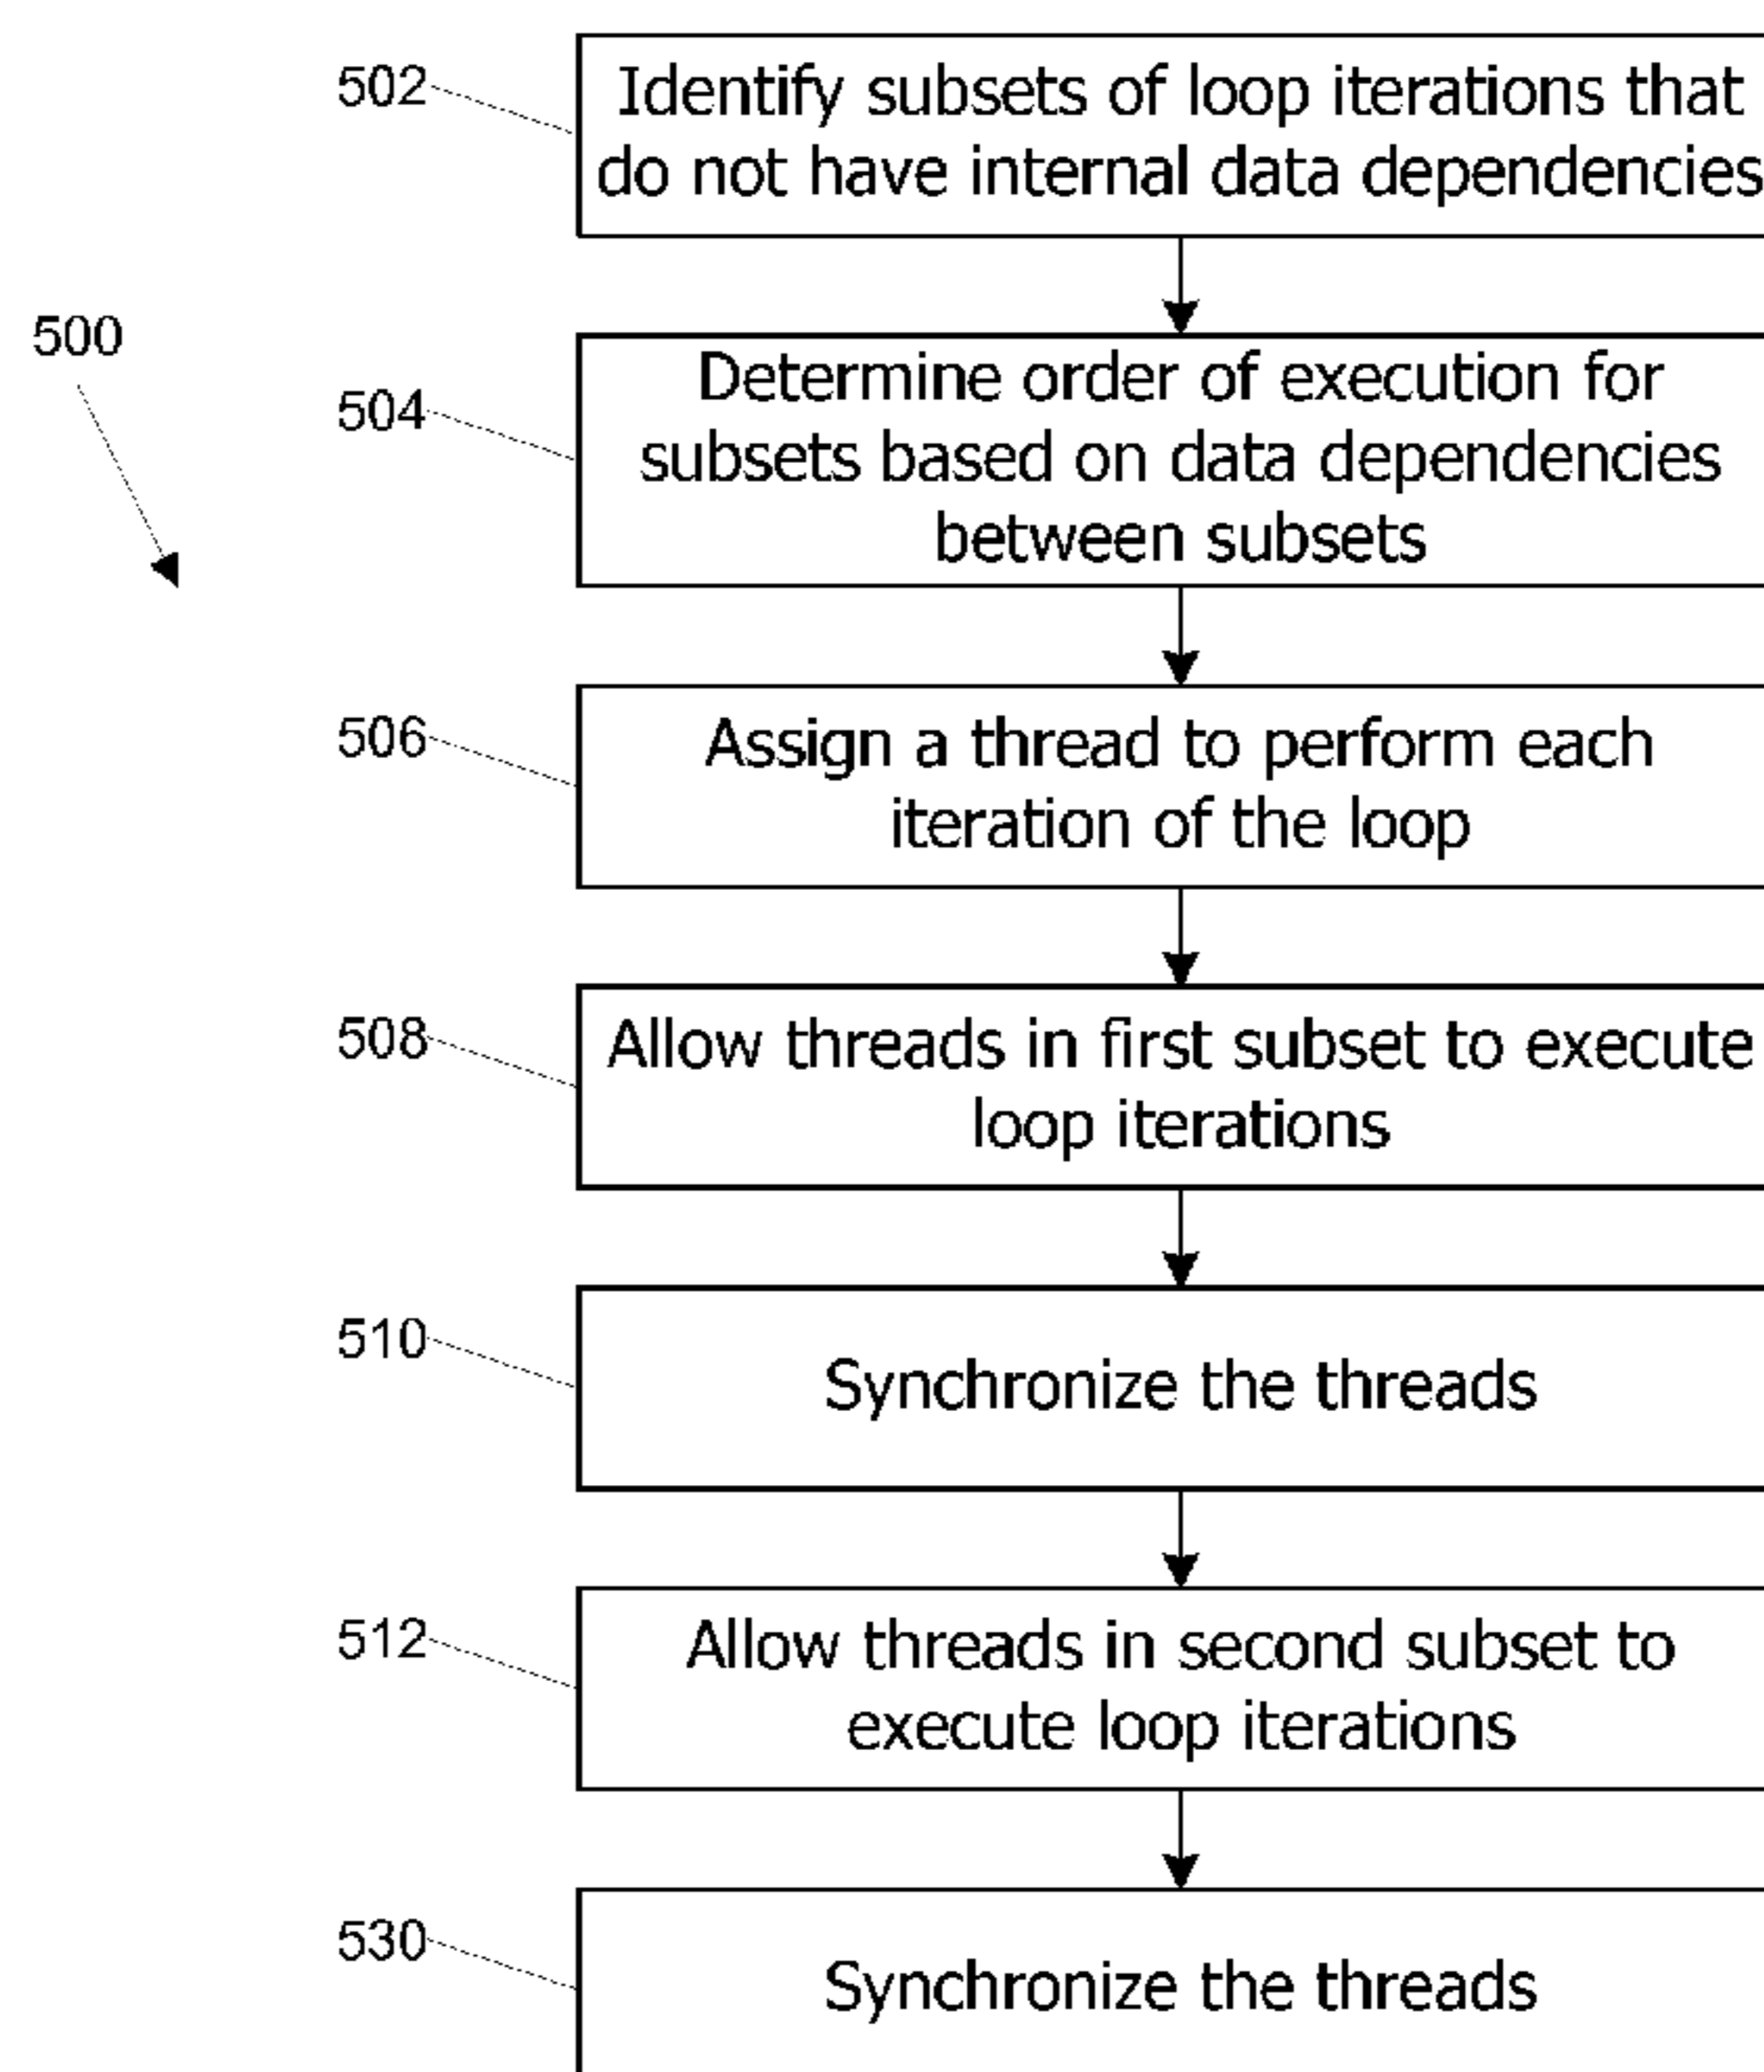 502
Identify subsets of loop iterations that
do not have internal data dependencies
500
504
Determine order of execution for
subsets based on data dependencies
between subsets
506
Assign a thread to perform each
iteration of the loop
508
Allow threads in first subset to execute
loop iterations
510
Synchronize the threads
512
Allow threads in second subset to
execute loop iterations
530
Synchronize the threads